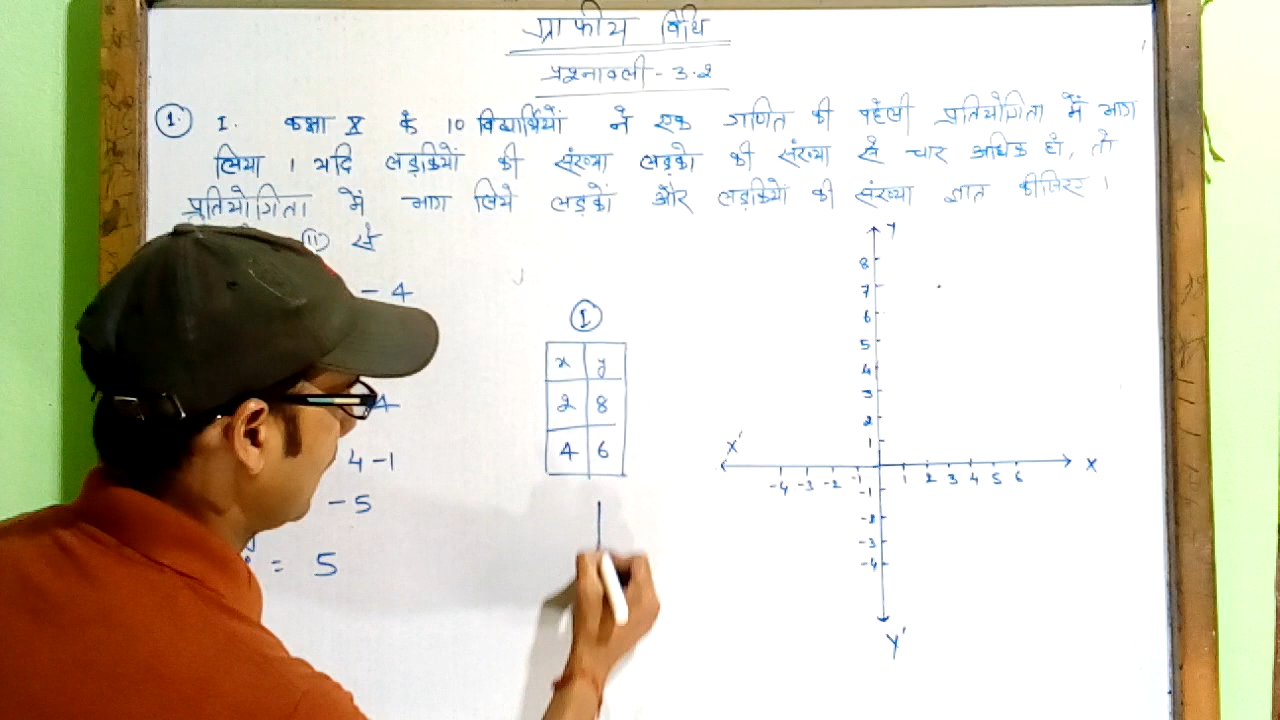 ग्राफीय विधि
प्रश्नावली - 3.2
1. I. कक्षा X के 10 विद्यार्थियों ने एक गणित की पहेली प्रतियोगिता में भाग
लिया । यदि लड़कियों की संख्या लड़को की संख्या से चार अधिक हो, तो
प्रतियोगिता में भाग लिये लड़कों और लड़कियों की संख्या ज्ञात कीजिए ।
II से
- 4
4
4 - 1
- 5
= 5
I
x y
2 8
4 6
Y
8
7
6
5
4
3
2
1
X' X
-4 -3 -2 -1 1 2 3 4 5 6
-1
-2
-3
-4
Y'